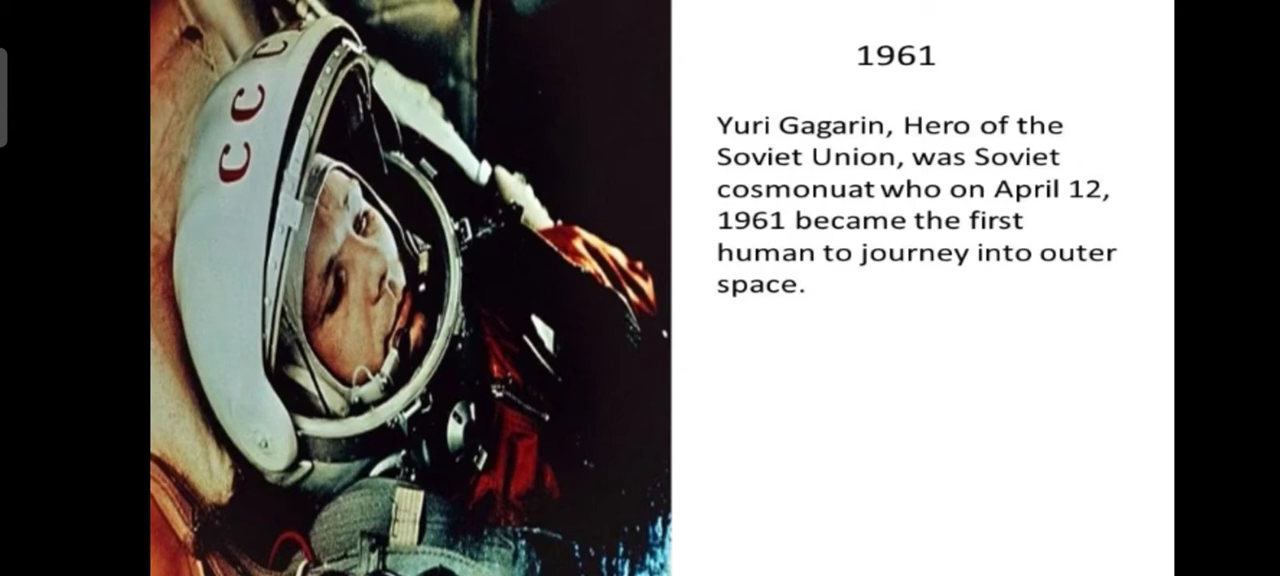 CCC
1961
Yuri Gagarin, Hero of the
Soviet Union, was Soviet
cosmonuat who on April 12,
1961 became the first
human to journey into outer
space.